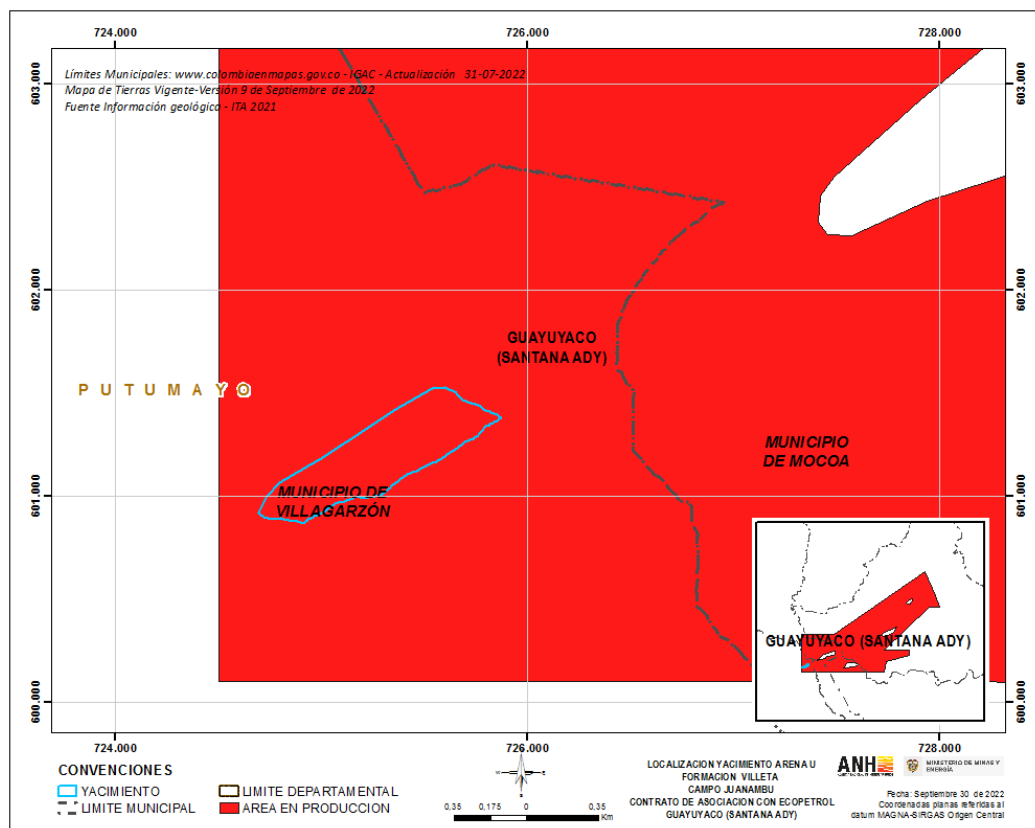 724.000
726.000
728.000
Límites Municipales: www.colombiaenmapas.gov.co - IGAC - Actualización 31-07-2022
Mapa de Tierras Vigente-Versión 9 de Septiembre de 2022
Fuente Información geológico - ITA 2021
603.000
603.000
602.000
602.000
GUAYUYACO
(SANTANA ADY)
PUTUMAYO
MUNICIPIO
DE MOCOA
601.000
601.000
MUNICIPIO DE
VILLAGARZÓN
GUAYUYACO (SANTANA ADY)
600.000
600.000
724.000
726.000
728.000
CONVENCIONES
YACIMIENTO
LIMITE DEPARTAMENTAL
LIMITE MUNICIPAL
AREA EN PRODUCCION
0,35 0,175 0 0,35
Km
LOCALIZACION YACIMIENTO ARENA U
FORMACION VILLETA
CAMPO JUANAMBU
CONTRATO DE ASOCIACION CON ECOPETROL
GUAYUYACO (SANTANA ADY)
ANH
MINISTERIO DE MINAS Y
ENERGÍA
Fecha: Septiembre 30 de 2022
Coordenadas planas referidas al
datum MAGNA-SIRGAS Origen Central